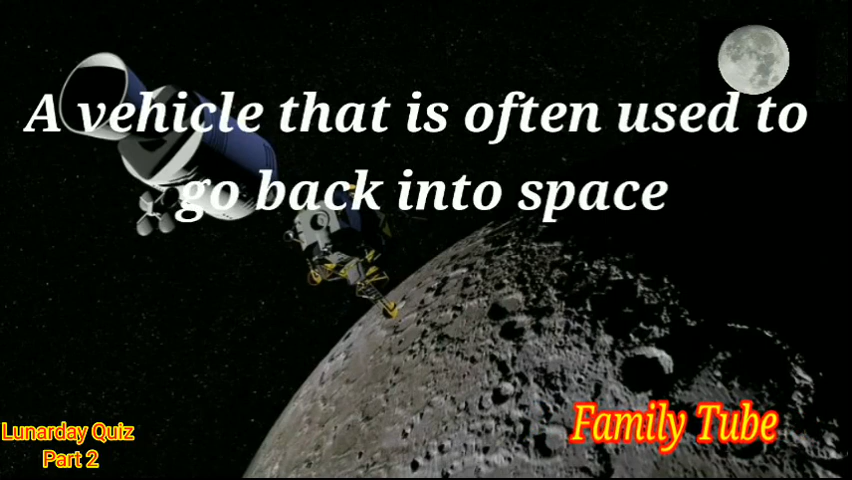 A vehicle that is often used to
go back into space
Lunarday Quiz
Part 2
Family Tube